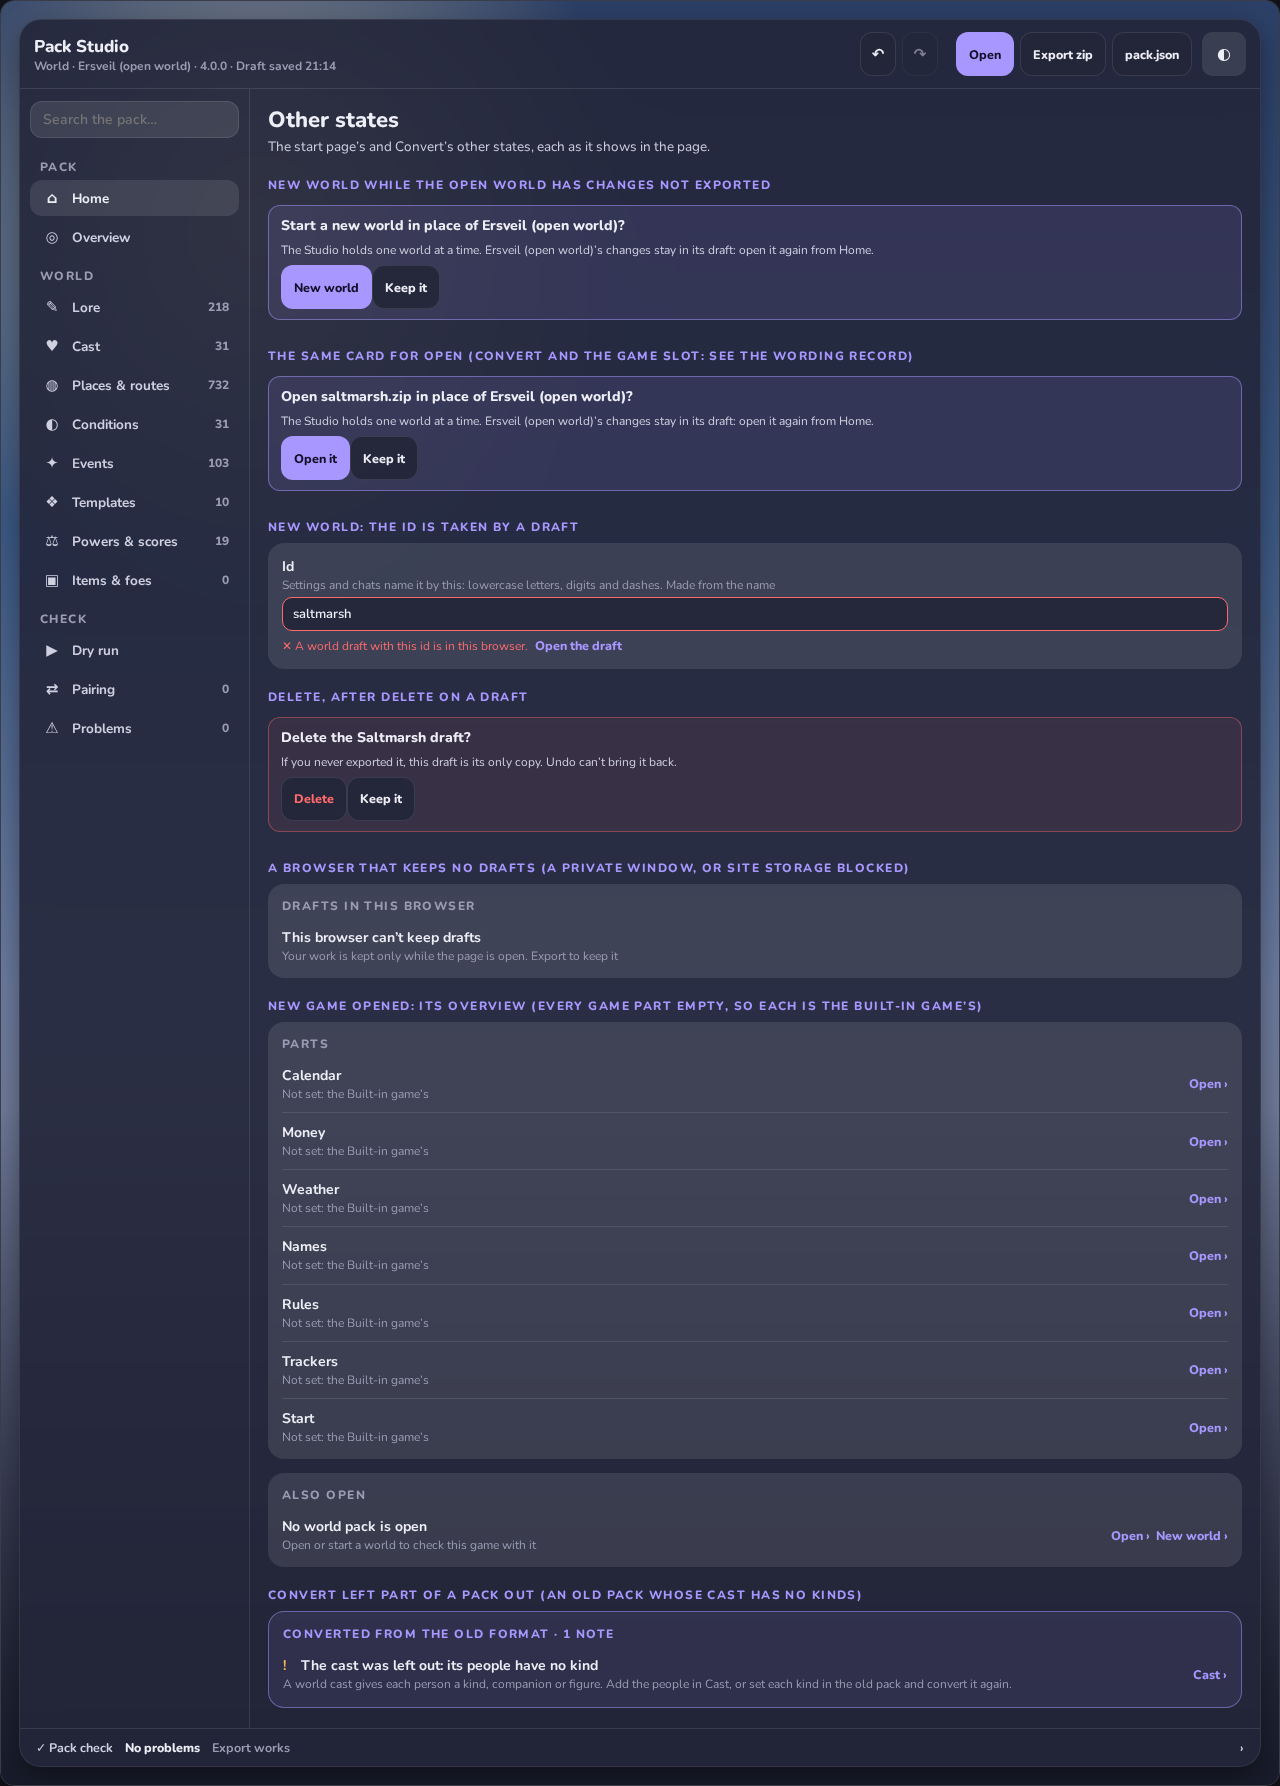 Pack Studio
World · Ersveil (open world) · 4.0.0 · Draft saved 21:14
Open
Export zip
pack.json
Search the pack…
PACK
Home
Overview
WORLD
Lore 218
Cast 31
Places & routes 732
Conditions 31
Events 103
Templates 10
Powers & scores 19
Items & foes 0
CHECK
Dry run
Pairing 0
Problems 0
Other states
The start page’s and Convert’s other states, each as it shows in the page.
NEW WORLD WHILE THE OPEN WORLD HAS CHANGES NOT EXPORTED
Start a new world in place of Ersveil (open world)?
The Studio holds one world at a time. Ersveil (open world)’s changes stay in its draft: open it again from Home.
New world
Keep it
THE SAME CARD FOR OPEN (CONVERT AND THE GAME SLOT: SEE THE WORDING RECORD)
Open saltmarsh.zip in place of Ersveil (open world)?
The Studio holds one world at a time. Ersveil (open world)’s changes stay in its draft: open it again from Home.
Open it
Keep it
NEW WORLD: THE ID IS TAKEN BY A DRAFT
Id
Settings and chats name it by this: lowercase letters, digits and dashes. Made from the name
saltmarsh
✕ A world draft with this id is in this browser. Open the draft
DELETE, AFTER DELETE ON A DRAFT
Delete the Saltmarsh draft?
If you never exported it, this draft is its only copy. Undo can’t bring it back.
Delete
Keep it
A BROWSER THAT KEEPS NO DRAFTS (A PRIVATE WINDOW, OR SITE STORAGE BLOCKED)
DRAFTS IN THIS BROWSER
This browser can’t keep drafts
Your work is kept only while the page is open. Export to keep it
NEW GAME OPENED: ITS OVERVIEW (EVERY GAME PART EMPTY, SO EACH IS THE BUILT-IN GAME’S)
PARTS
Calendar
Not set: the Built-in game’s
Open ›
Money
Not set: the Built-in game’s
Open ›
Weather
Not set: the Built-in game’s
Open ›
Names
Not set: the Built-in game’s
Open ›
Rules
Not set: the Built-in game’s
Open ›
Trackers
Not set: the Built-in game’s
Open ›
Start
Not set: the Built-in game’s
Open ›
ALSO OPEN
No world pack is open
Open or start a world to check this game with it
Open › New world ›
CONVERT LEFT PART OF A PACK OUT (AN OLD PACK WHOSE CAST HAS NO KINDS)
CONVERTED FROM THE OLD FORMAT · 1 NOTE
! The cast was left out: its people have no kind
A world cast gives each person a kind, companion or figure. Add the people in Cast, or set each kind in the old pack and convert it again.
Cast ›
✓ Pack check No problems Export works ›